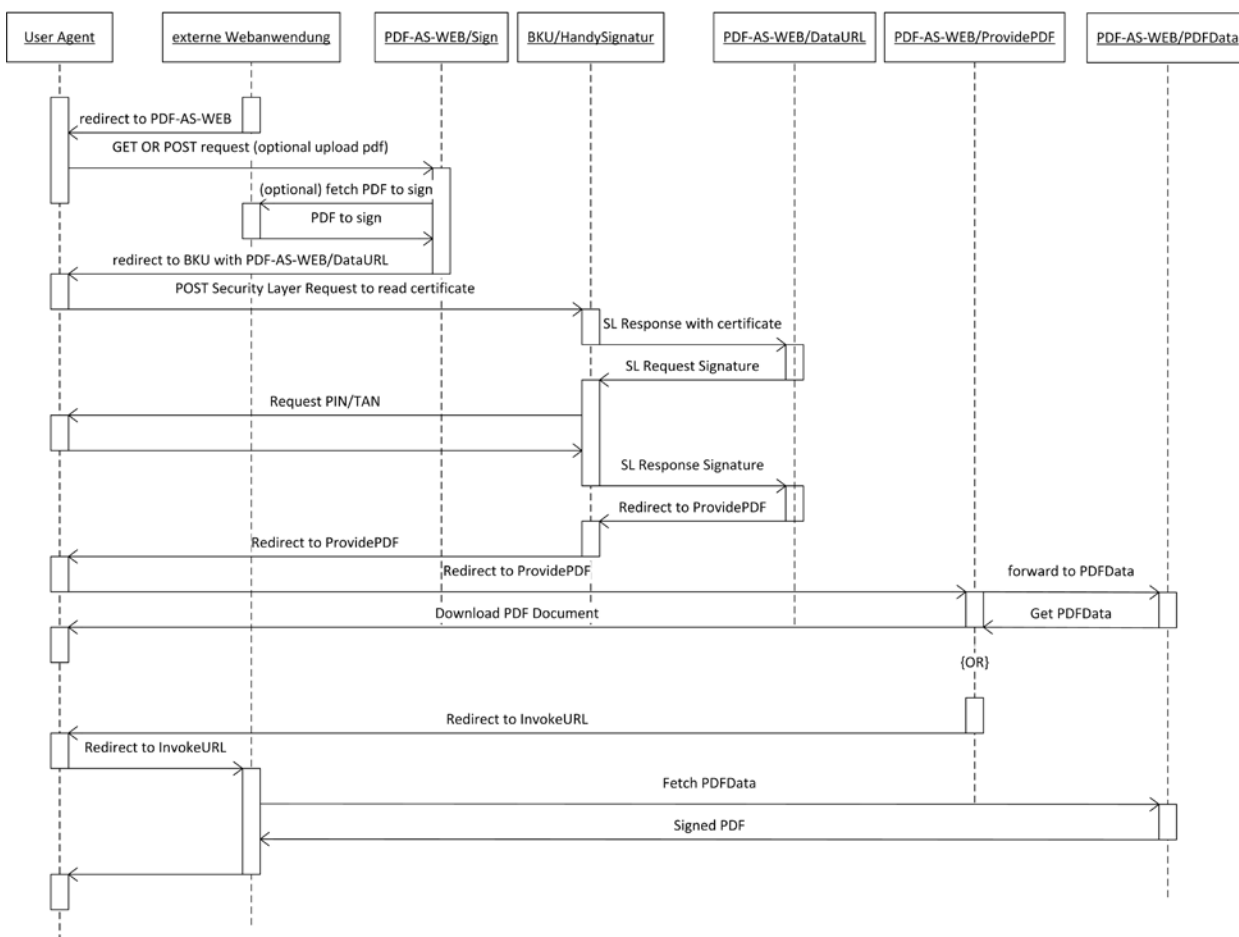 User Agent
externe Webanwendung
PDF-AS-WEB/Sign
BKU/HandySignatur
PDF-AS-WEB/DataURL
PDF-AS-WEB/ProvidePDF
PDF-AS-WEB/PDFData
redirect to PDF-AS-WEB
GET OR POST request (optional upload pdf)
(optional) fetch PDF to sign
PDF to sign
redirect to BKU with PDF-AS-WEB/DataURL
POST Security Layer Request to read certificate
SL Response with certificate
SL Request Signature
Request PIN/TAN
SL Response Signature
Redirect to ProvidePDF
Redirect to ProvidePDF
Redirect to ProvidePDF
forward to PDFData
Download PDF Document
Get PDFData
{OR}
Redirect to InvokeURL
Redirect to InvokeURL
Fetch PDFData
Signed PDF